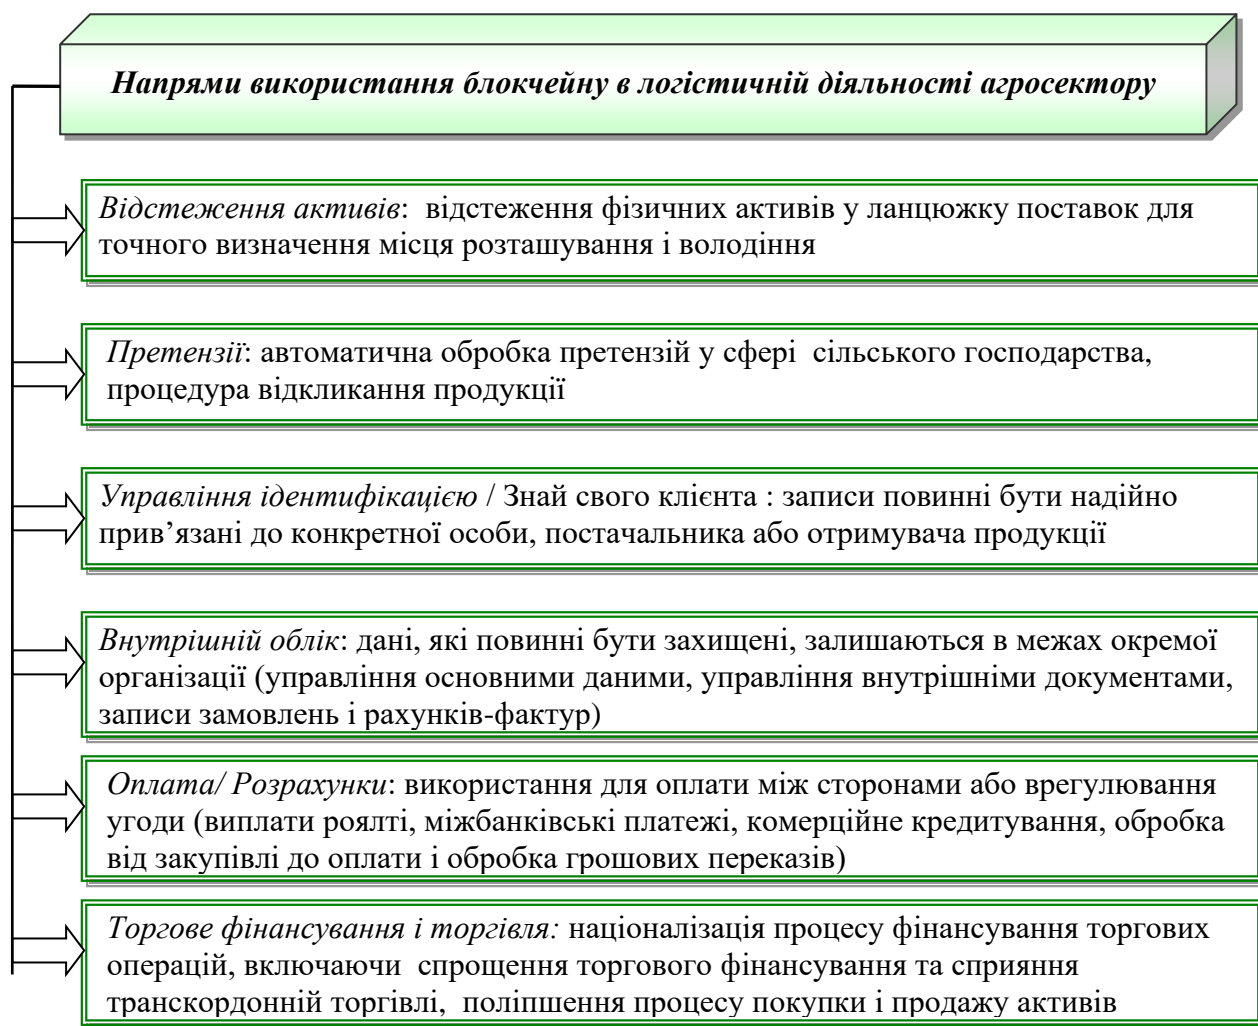 Напрями використання блокчейну в логістичній діяльності агросектору
Відстеження активів: відстеження фізичних активів у ланцюжку поставок для
точного визначення місця розташування і володіння
Претензії: автоматична обробка претензій у сфері сільського господарства,
процедура відкликання продукції
Управління ідентифікацією / Знай свого клієнта : записи повинні бути надійно
прив’язані до конкретної особи, постачальника або отримувача продукції
Внутрішній облік: дані, які повинні бути захищені, залишаються в межах окремої
організації (управління основними даними, управління внутрішніми документами,
записи замовлень і рахунків-фактур)
Оплата/ Розрахунки: використання для оплати між сторонами або врегулювання
угоди (виплати роялті, міжбанківські платежі, комерційне кредитування, обробка
від закупівлі до оплати і обробка грошових переказів)
Торгове фінансування і торгівля: націоналізація процесу фінансування торгових
операцій, включаючи спрощення торгового фінансування та сприяння
транскордонній торгівлі, поліпшення процесу покупки і продажу активів